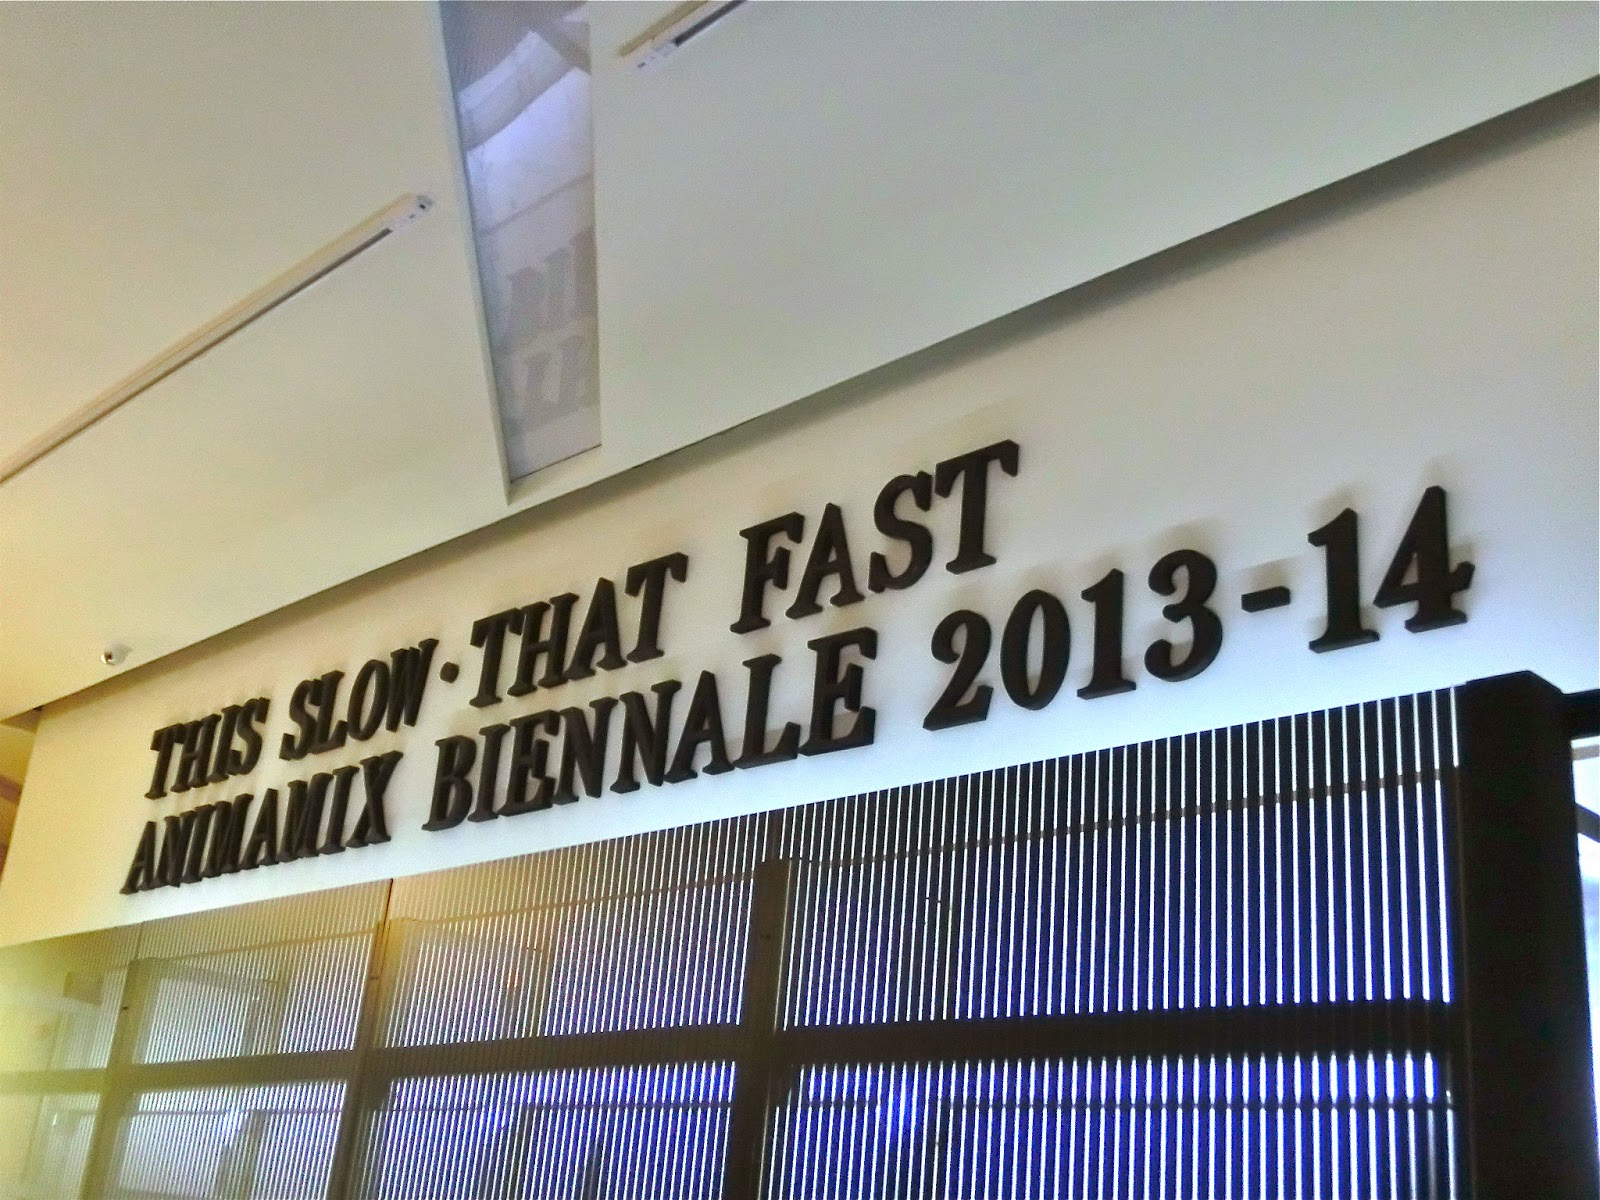 THIS SLOW·THAT FAST
ANIMAMIX BIENNALE 2013-14